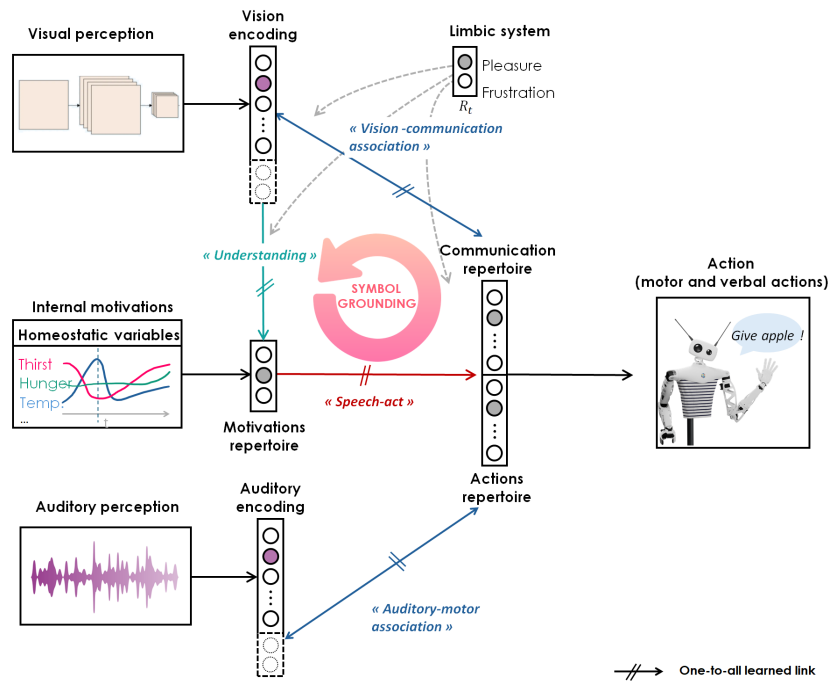 Visual perception
Vision
encoding
Limbic system
Pleasure
Frustration
Rt
« Vision -communication
association »
« Understanding »
SYMBOL
GROUNDING
Communication
repertoire
Action
(motor and verbal actions)
Give apple !
Internal motivations
Homeostatic variables
Thirst
Hunger
Temp.
...
t
Motivations
repertoire
« Speech-act »
Actions
repertoire
Auditory perception
Auditory
encoding
« Auditory-motor
association »
One-to-all learned link